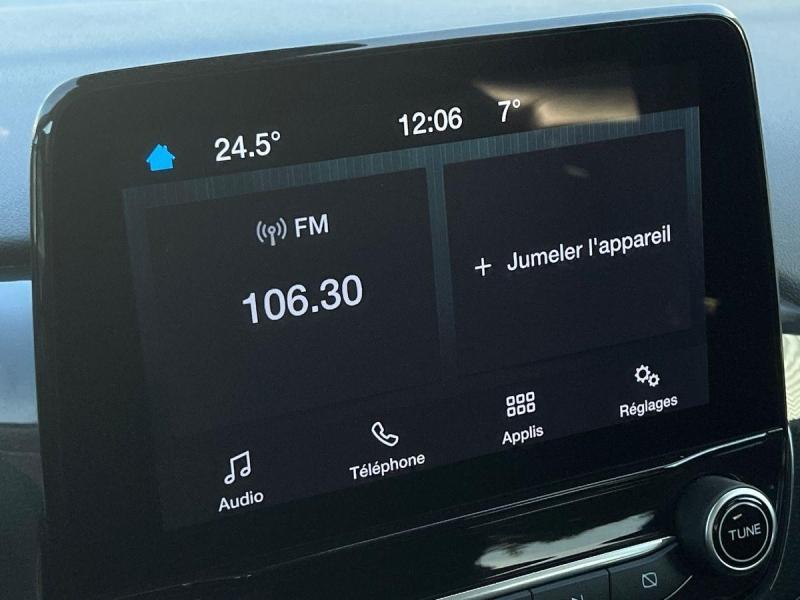 24.5° 12:06 7°
FM
106.30
+ Jumeler l'appareil
Audio Téléphone Applis Réglages
TUNE